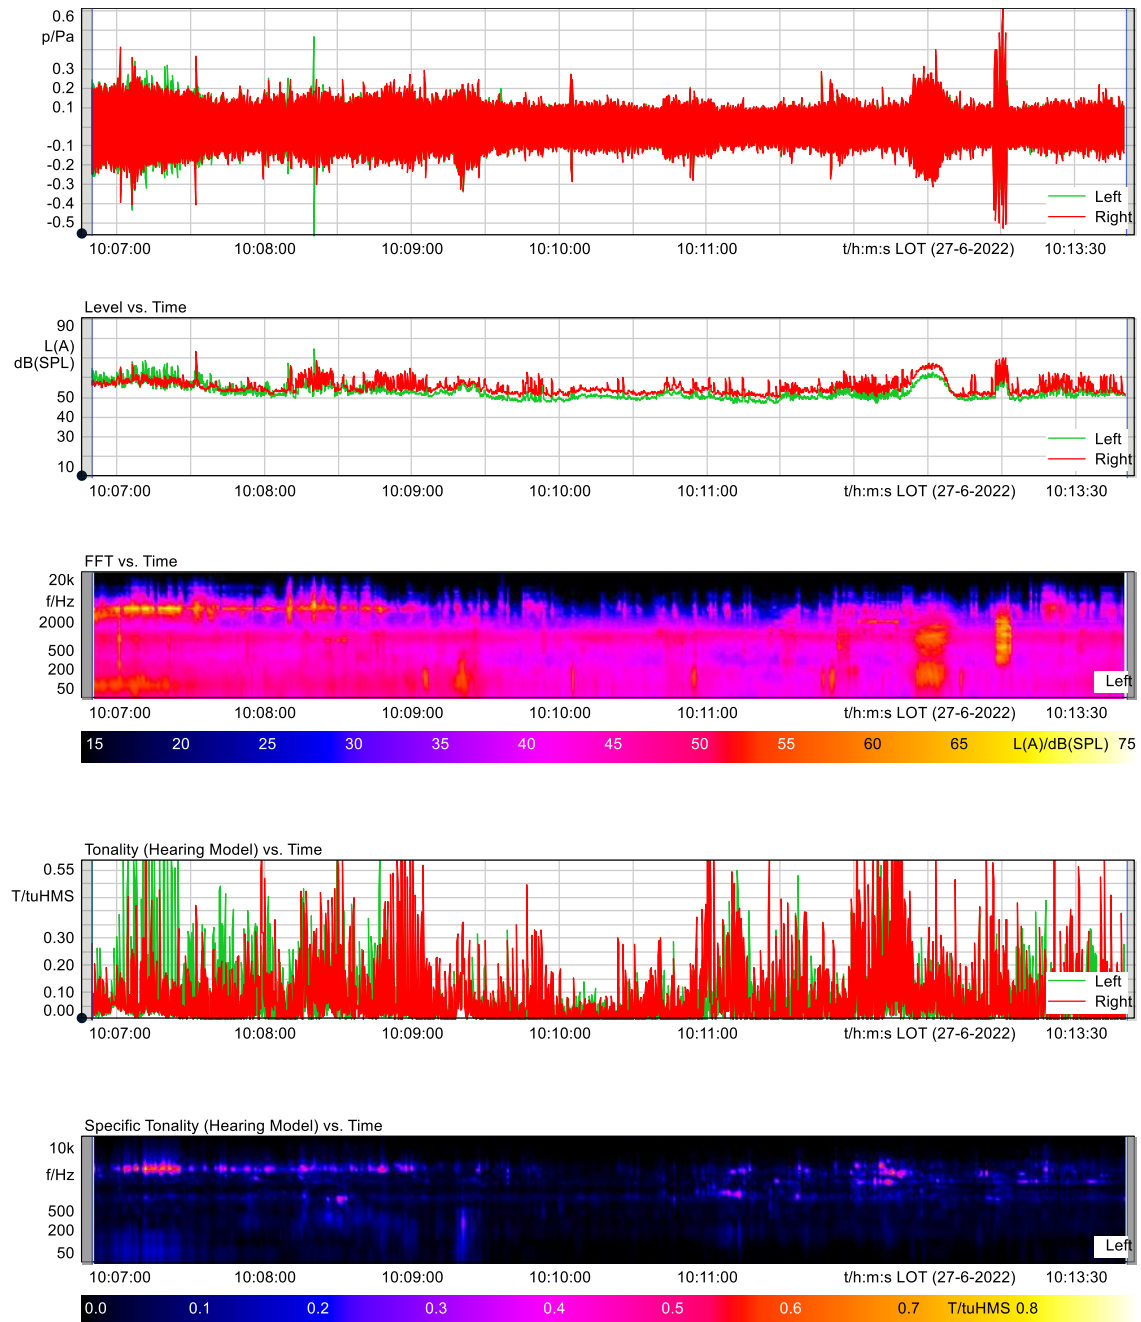 0.6
p/Pa
0.3
0.2
0.1
-0.1
-0.2
-0.3
-0.4
-0.5
Left
Right
10:07:00 10:08:00 10:09:00 10:10:00 10:11:00 t/h:m:s LOT (27-6-2022) 10:13:30
Level vs. Time
90
L(A)
dB(SPL)
50
40
30
10
Left
Right
10:07:00 10:08:00 10:09:00 10:10:00 10:11:00 t/h:m:s LOT (27-6-2022) 10:13:30
FFT vs. Time
20k
f/Hz
2000
500
200
50
Left
10:07:00 10:08:00 10:09:00 10:10:00 10:11:00 t/h:m:s LOT (27-6-2022) 10:13:30
15 20 25 30 35 40 45 50 55 60 65 L(A)/dB(SPL) 75
Tonality (Hearing Model) vs. Time
0.55
T/tuHMS
0.30
0.20
0.10
0.00
Left
Right
10:07:00 10:08:00 10:09:00 10:10:00 10:11:00 t/h:m:s LOT (27-6-2022) 10:13:30
Specific Tonality (Hearing Model) vs. Time
10k
f/Hz
500
200
50
Left
10:07:00 10:08:00 10:09:00 10:10:00 10:11:00 t/h:m:s LOT (27-6-2022) 10:13:30
0.0 0.1 0.2 0.3 0.4 0.5 0.6 0.7 T/tuHMS 0.8